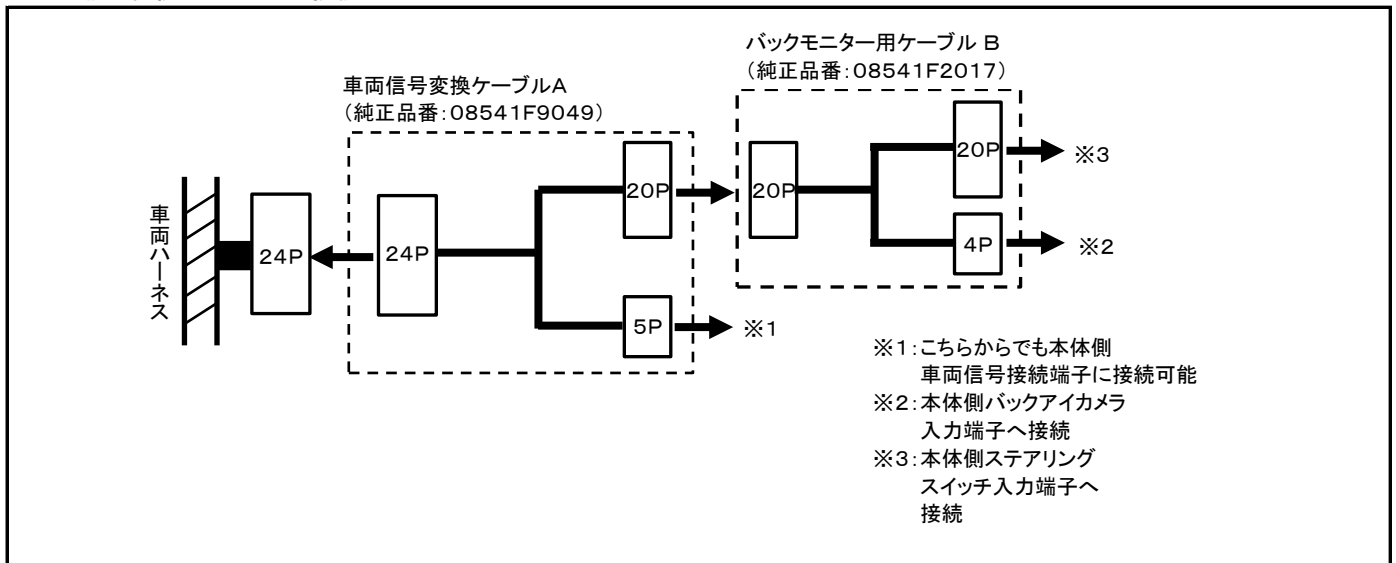 バックモニター用ケーブル B
（純正品番：08541F2017）
車両信号変換ケーブルA
（純正品番：08541F9049）
車両ハーネス
24P
24P
20P
5P
20P
20P
4P
※3
※2
※1
※1：こちらからでも本体側
車両信号接続端子に接続可能
※2：本体側バックアイカメラ
入力端子へ接続
※3：本体側ステアリング
スイッチ入力端子へ
接続